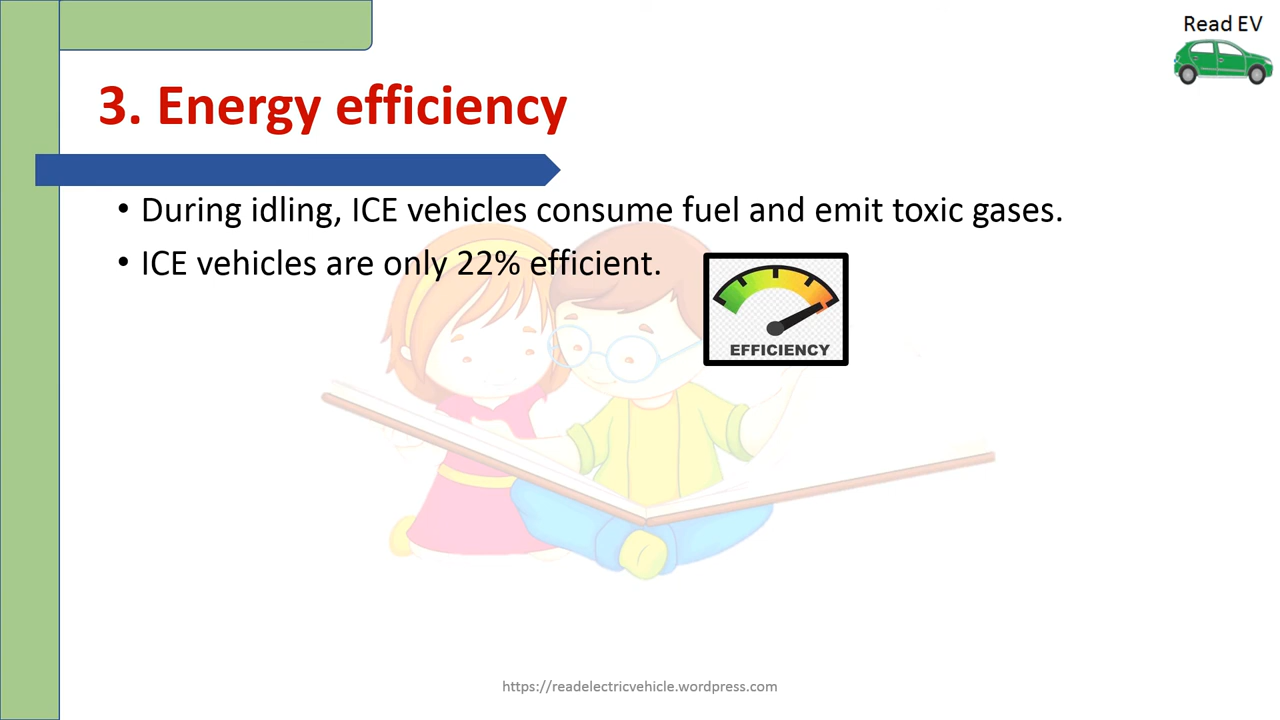 Read EV
3. Energy efficiency
• During idling, ICE vehicles consume fuel and emit toxic gases.
• ICE vehicles are only 22% efficient.
EFFICIENCY
https://readelectricvehicle.wordpress.com